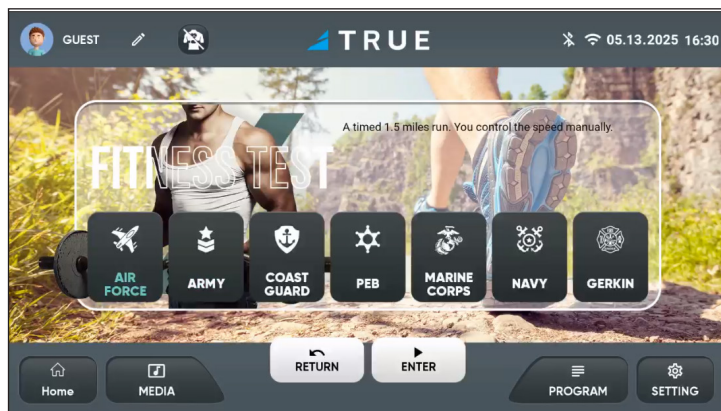 GUEST
TRUE
05.13.2025 16:30
A timed 1.5 miles run. You control the speed manually.
FITNESS TEST
AIR
FORCE
ARMY
COAST
GUARD
PEB
MARINE
CORPS
NAVY
GERKIN
RETURN
ENTER
Home
MEDIA
PROGRAM
SETTING